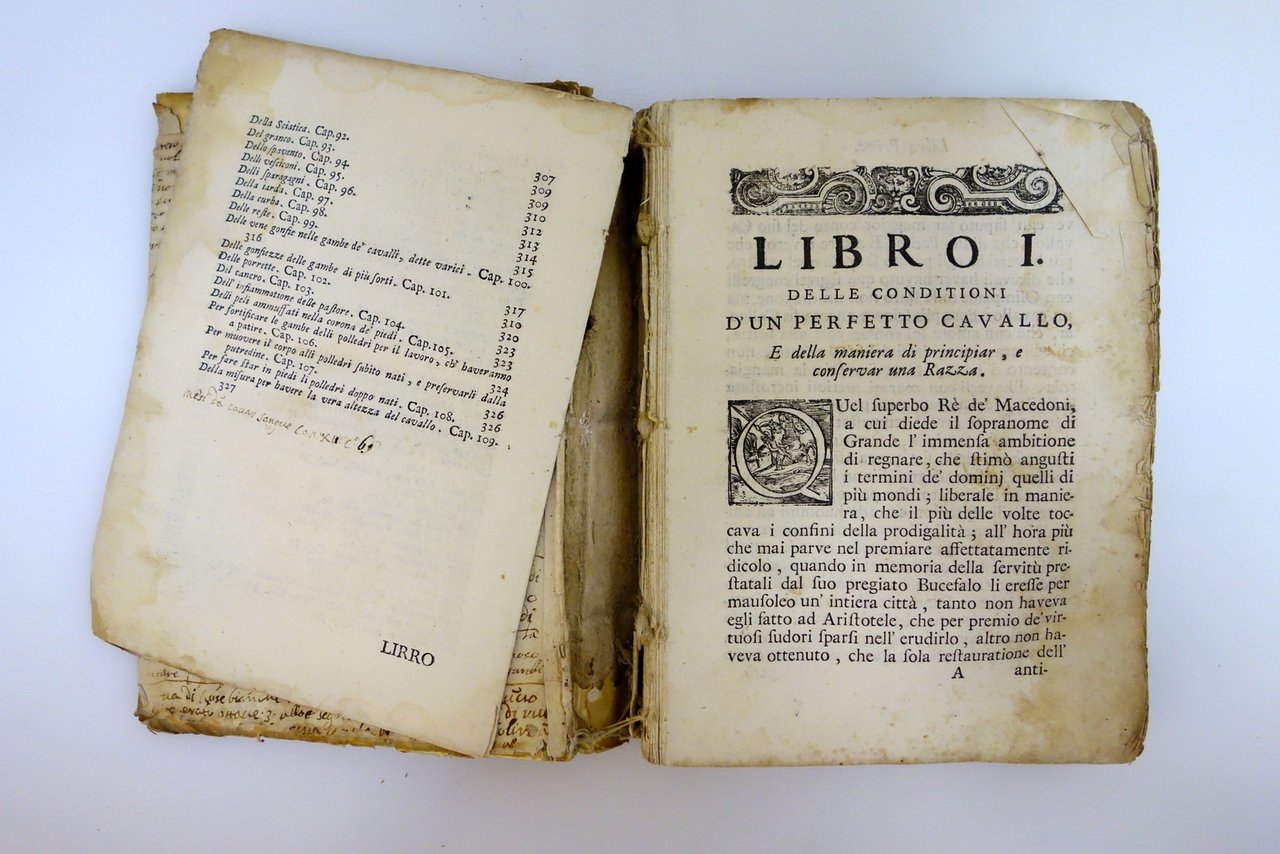 Della Sciatica. Cap. 92.
Del granco. Cap. 93. 307
Dello spavento. Cap. 94. 309
Delli vesciconi. Cap. 95. 309
Delli sparagagni. Cap. 96. 310
Della iarda. Cap. 97. 312
Della curba. Cap. 98. 313
Delle reste. Cap. 99. 314
Delle vene gonfie nelle gambe de' cavalli, dette varici. Cap. 100. 315
316
Delle gonfiezze delle gambe di più sorti. Cap. 101.
Delle porrette. Cap. 102. 317
Del cancro. Cap. 103. 310
Dell'infiammatione delle pastore. Cap. 104. 320
Delli peli ammuffati nella corona de' piedi. Cap. 105. 323
Per fortificare le gambe delli polledri per il lavoro, ch' haveranno
a patire. Cap. 106. 323
Per muovere il corpo alli polledri subito nati, e preservarli dalla
putredine. Cap. 107. 324
Per fare star in piedi li polledri doppo nati. Cap. 108. 326
Della misura per havere la vera altezza del cavallo. Cap. 109. 326
327
cavar sangue
LIRRO
ua di Rose bianche
LIBRO I.
DELLE CONDITIONI
D'UN PERFETTO CAVALLO,
E della maniera di principiar, e
conservar una Razza.
QUel superbo Rè de' Macedoni,
a cui diede il sopranome di
Grande l' immensa ambitione
di regnare, che stimò angusti
i termini de' dominj quelli di
più mondi; liberale in manie-
ra, che il più delle volte toc-
cava i confini della prodigalità; all' hora più
che mai parve nel premiare affettatamente ri-
dicolo, quando in memoria della servitù pre-
statali dal suo pregiato Bucefalo li eresse per
mausoleo un' intiera città, tanto non haveva
egli fatto ad Aristotele, che per premio de' vir-
tuosi sudori sparsi nell' erudirlo, altro non ha-
veva ottenuto, che la sola restauratione dell'
A anti-